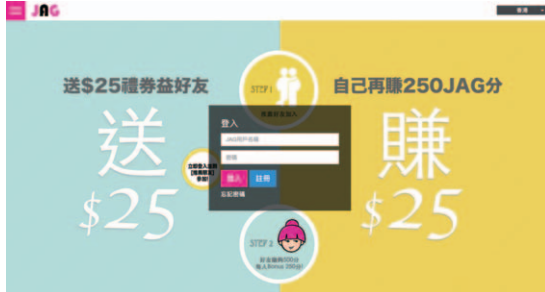 JAG
送$25禮券益好友
自己再賺250JAG分
STEP 1
登入
JAG用戶名稱
密碼
登入
註冊
忘記密碼
送
$25
賺
$25
STEP 2